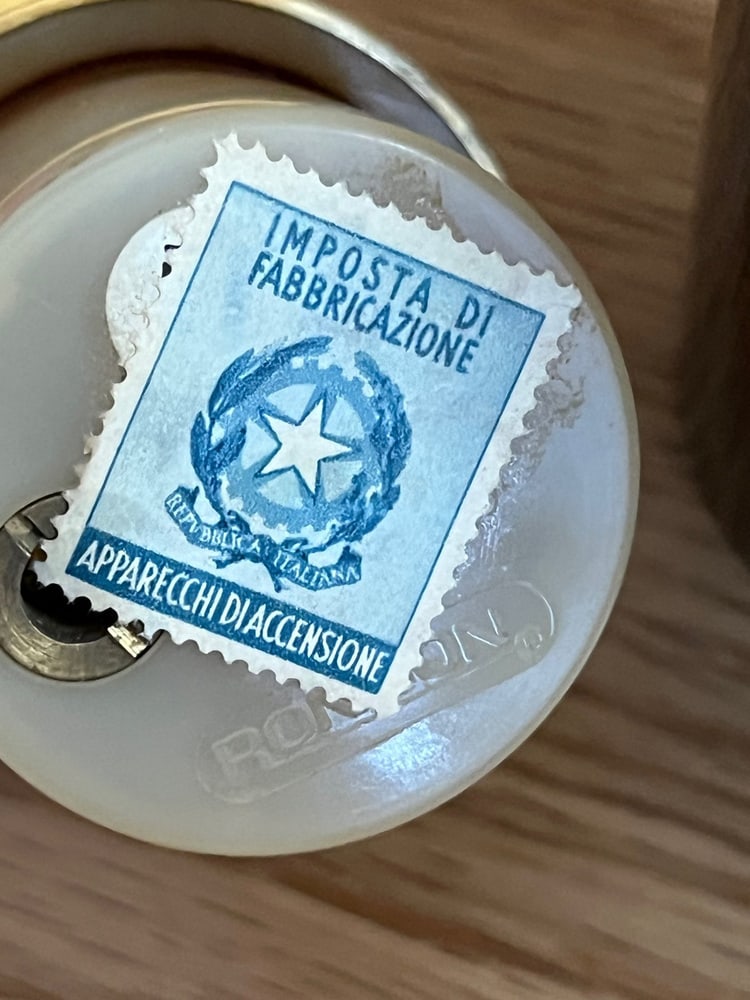 IMPOSTA DI
FABBRICAZIONE
REPVBBLICA ITALIANA
APPARECCHI DI ACCENSIONE